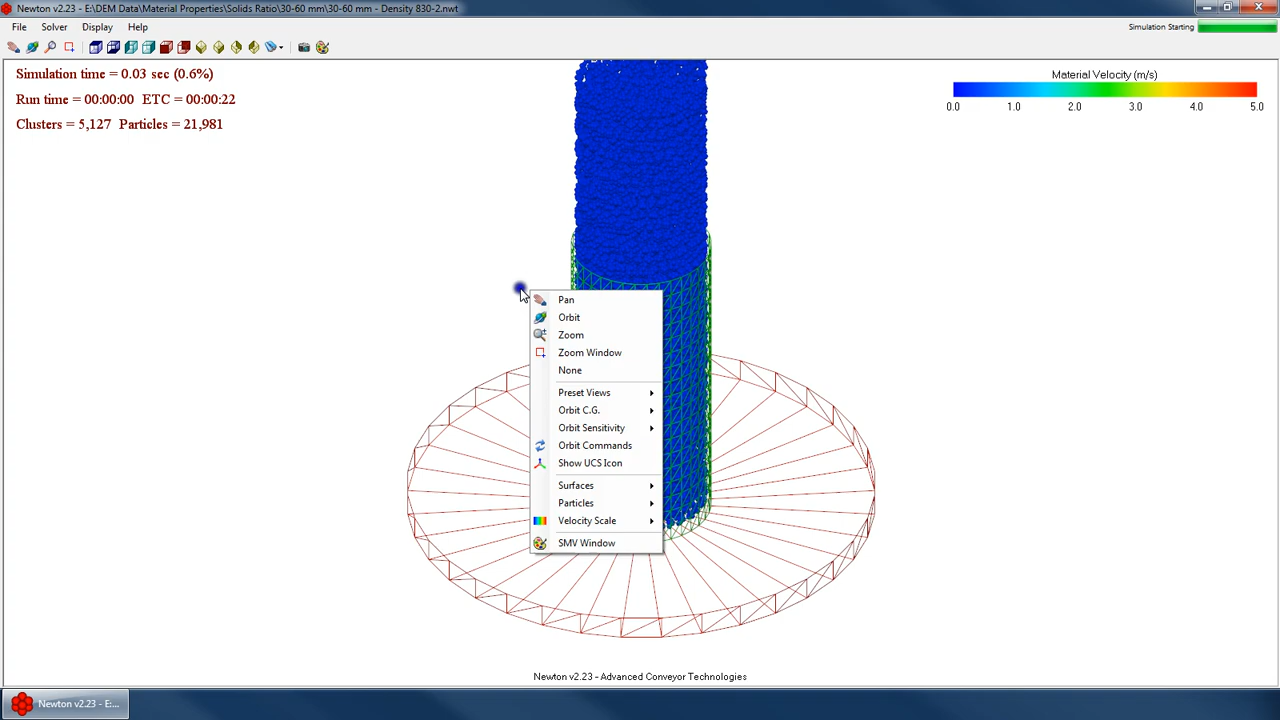 Newton v2.23 - E:\DEM Data\Material Properties\Solids Ratio\30-60 mm\30-60 mm - Density 830-2.nwt
File Solver Display Help
Simulation Starting
Simulation time = 0.03 sec (0.6%)
Run time = 00:00:00 ETC = 00:00:22
Clusters = 5,127 Particles = 21,981
Material Velocity (m/s)
0.0 1.0 2.0 3.0 4.0 5.0
Pan
Orbit
Zoom
Zoom Window
None
Preset Views
Orbit C.G.
Orbit Sensitivity
Orbit Commands
Show UCS Icon
Surfaces
Particles
Velocity Scale
SMV Window
Newton v2.23 - Advanced Conveyor Technologies
Newton v2.23 - E:...